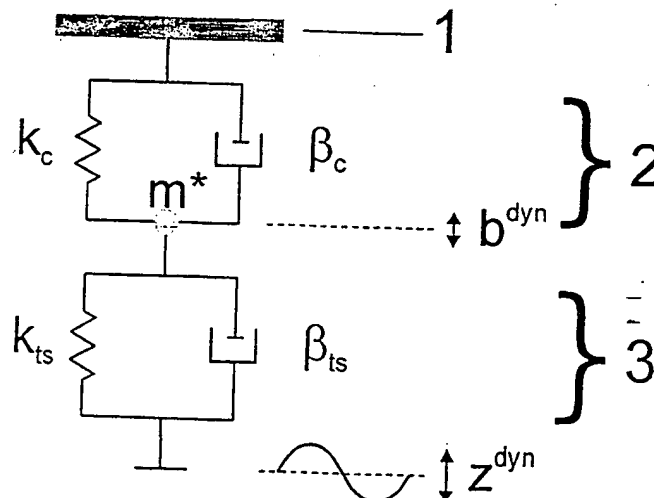 1
k_c
β_c
2
m*
b^dyn
k_ts
β_ts
3
z^dyn